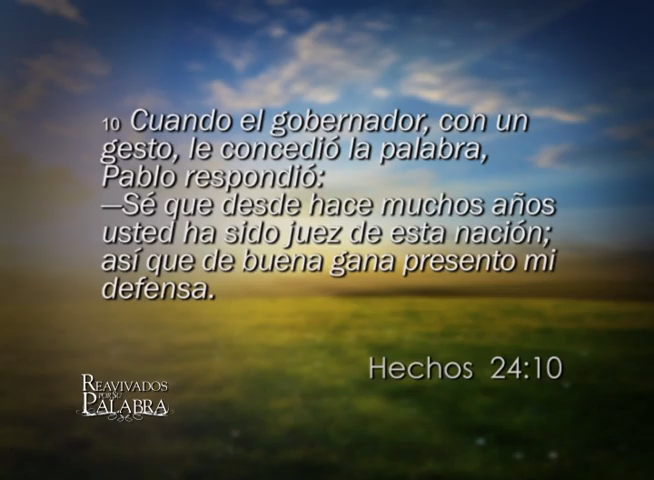 10 Cuando el gobernador, con un
gesto, le concedió la palabra,
Pablo respondió:
—Sé que desde hace muchos años
usted ha sido juez de esta nación;
así que de buena gana presento mi
defensa.
Hechos 24:10
REAVIVADOS
POR SU
PALABRA